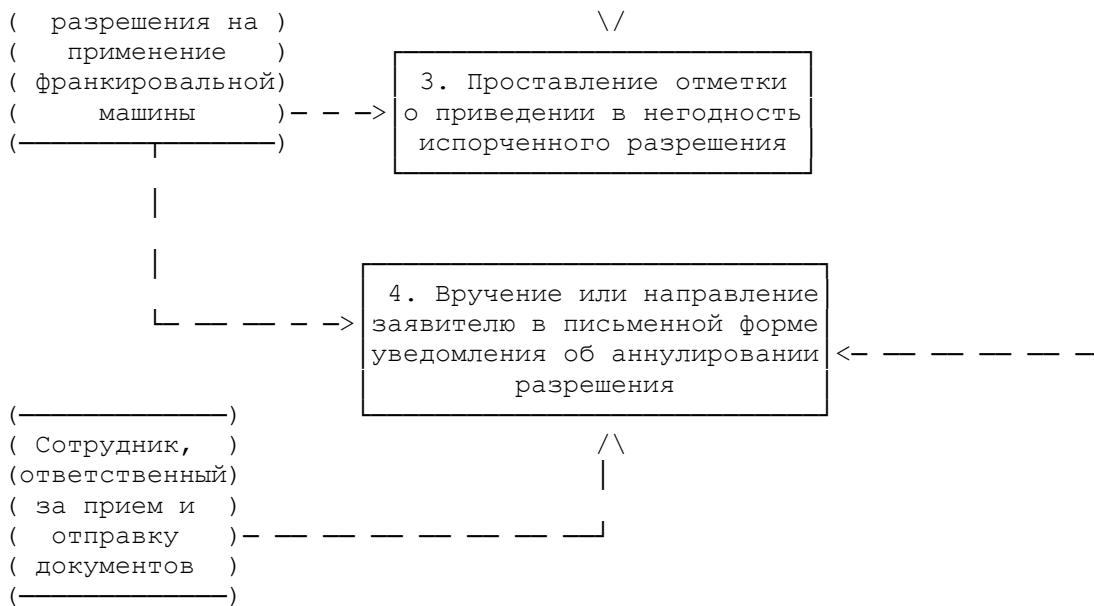 разрешения на
применение
франкировальной
машины
3. Проставление отметки
о приведении в негодность
испорченного разрешения
4. Вручение или направление
заявителю в письменной форме
уведомления об аннулировании
разрешения
Сотрудник,
ответственный
за прием и
отправку
документов